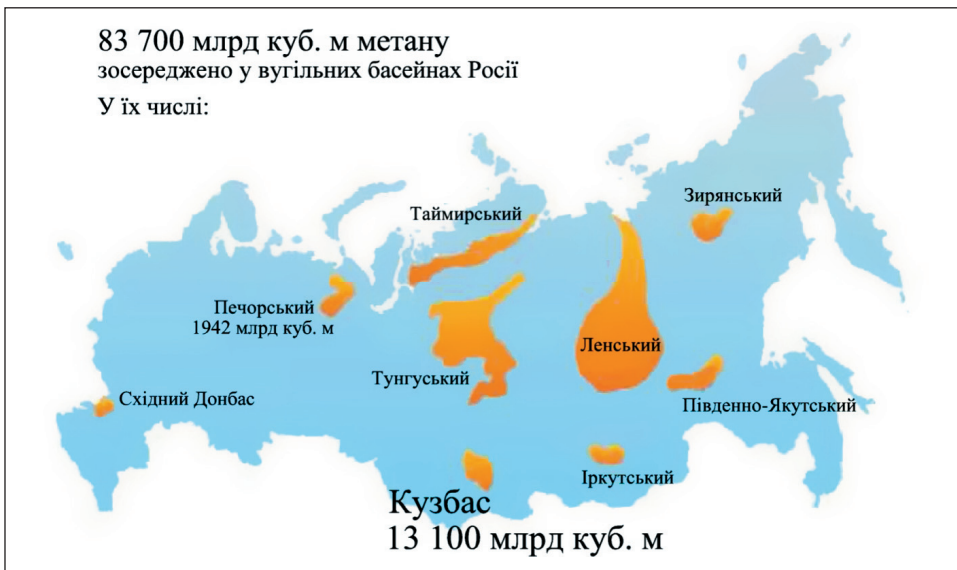 83 700 млрд куб. м метану
зосереджено у вугільних басейнах Росії
У їх числі:
Зирянський
Таймирський
Печорський
1942 млрд куб. м
Ленський
Тунгуський
Східний Донбас
Південно-Якутський
Іркутський
Кузбас
13 100 млрд куб. м